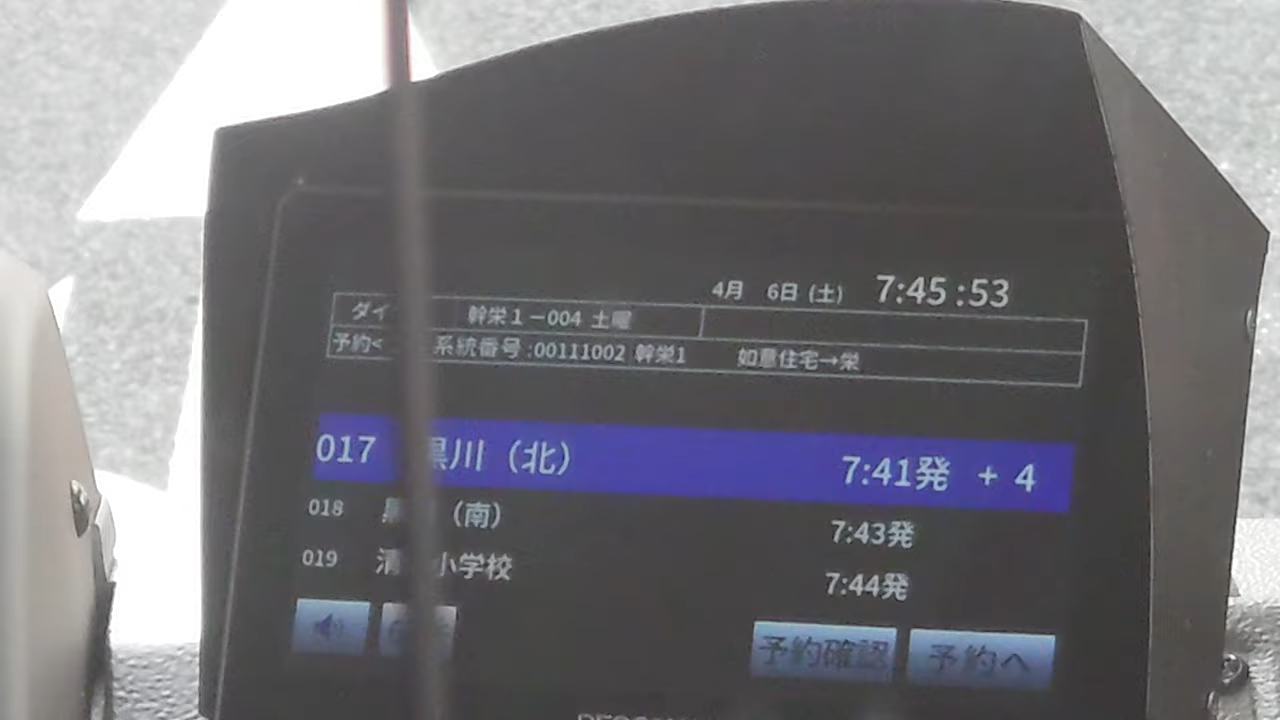 4月 6日 (土) 7:45:53
ダイ 幹栄1-004 土曜
予約< 系統番号:00111002 幹栄1 如意住宅→栄
017 黒川(北) 7:41発 + 4
018 黒 (南) 7:43発
019 清 小学校 7:44発
予約確認 予約へ